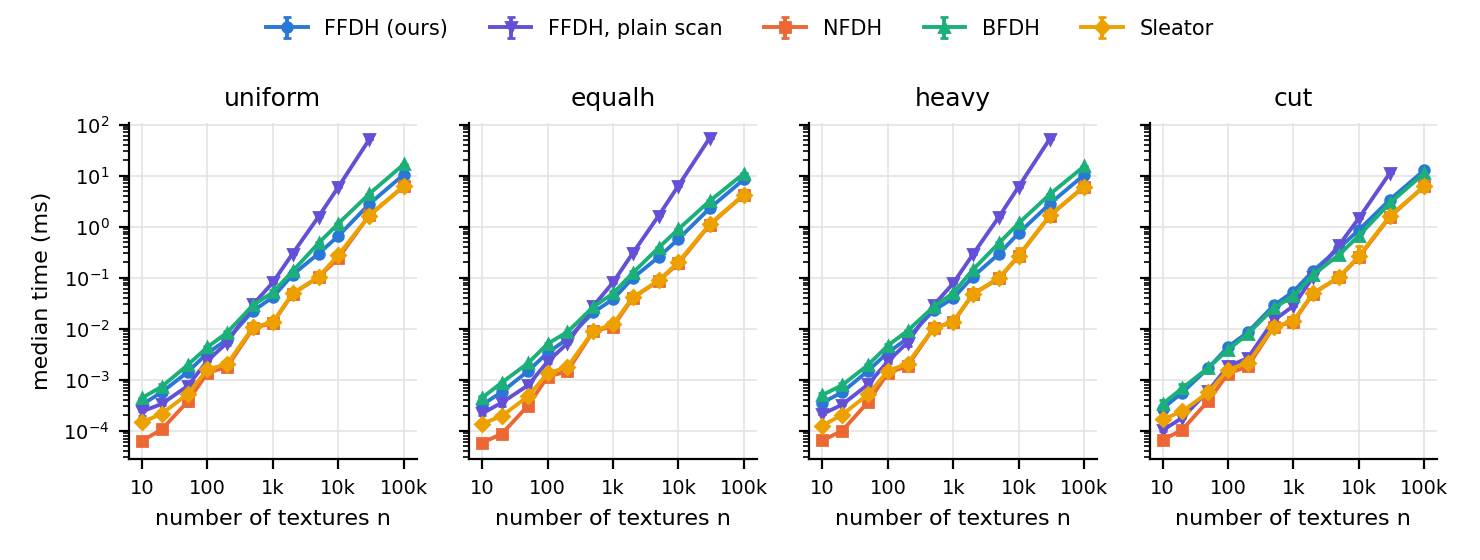 FFDH (ours) FFDH, plain scan NFDH BFDH Sleator
uniform equalh heavy cut
10² 
10¹
10⁰
10⁻¹
10⁻²
10⁻³
10⁻⁴
median time (ms)
10 100 1k 10k 100k 10 100 1k 10k 100k 10 100 1k 10k 100k 10 100 1k 10k 100k
number of textures n number of textures n number of textures n number of textures n